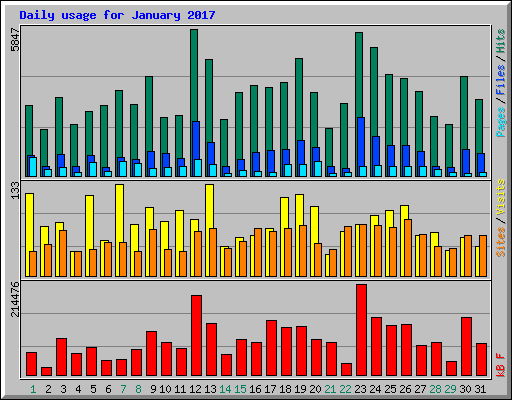 Daily usage for January 2017
5847
Pages / Files / Hits
133
Sites / Visits
214476
kB F
1 2 3 4 5 6 7 8 9 10 11 12 13 14 15 16 17 18 19 20 21 22 23 24 25 26 27 28 29 30 31